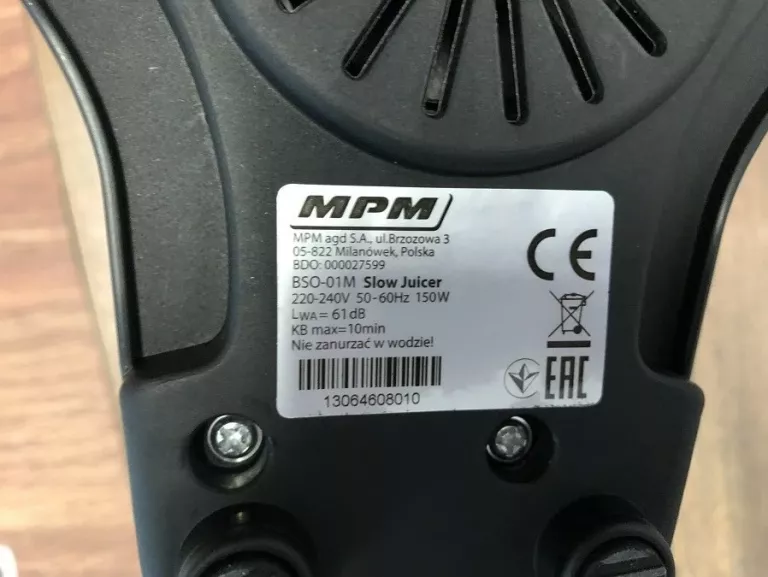 MPM
MPM agd S.A., ul.Brzozowa 3
05-822 Milanówek, Polska
BDO: 000027599
BSO-01M Slow Juicer
220-240V 50-60Hz 150W
LWA= 61dB
KB max=10min
Nie zanurzać w wodzie!
13064608010
CE
EAC